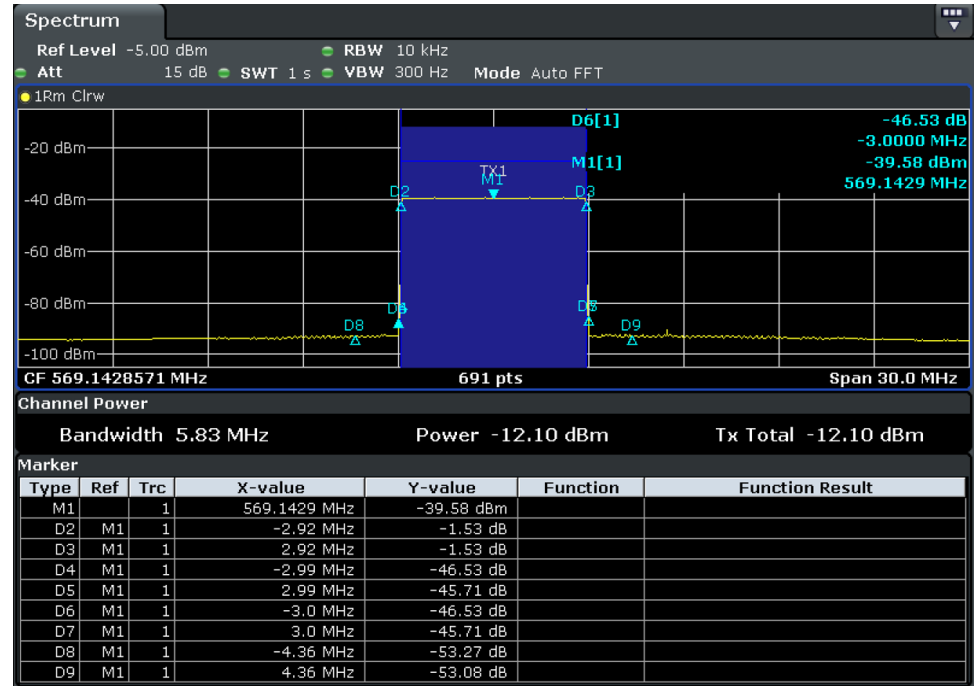 Spectrum
Ref Level -5.00 dBm RBW 10 kHz
Att 15 dB SWT 1 s VBW 300 Hz Mode Auto FFT
1Rm Clrw
D6[1] -46.53 dB
-3.0000 MHz
M1[1] -39.58 dBm
569.1429 MHz
-20 dBm
TX1
M1
D2 D3
-40 dBm
-60 dBm
-80 dBm
D8 D9
-100 dBm
CF 569.1428571 MHz 691 pts Span 30.0 MHz
Channel Power
Bandwidth 5.83 MHz Power -12.10 dBm Tx Total -12.10 dBm
Marker
Type Ref Trc X-value Y-value Function Function Result
M1 1 569.1429 MHz -39.58 dBm
D2 M1 1 -2.92 MHz -1.53 dB
D3 M1 1 2.92 MHz -1.53 dB
D4 M1 1 -2.99 MHz -46.53 dB
D5 M1 1 2.99 MHz -45.71 dB
D6 M1 1 -3.0 MHz -46.53 dB
D7 M1 1 3.0 MHz -45.71 dB
D8 M1 1 -4.36 MHz -53.27 dB
D9 M1 1 4.36 MHz -53.08 dB